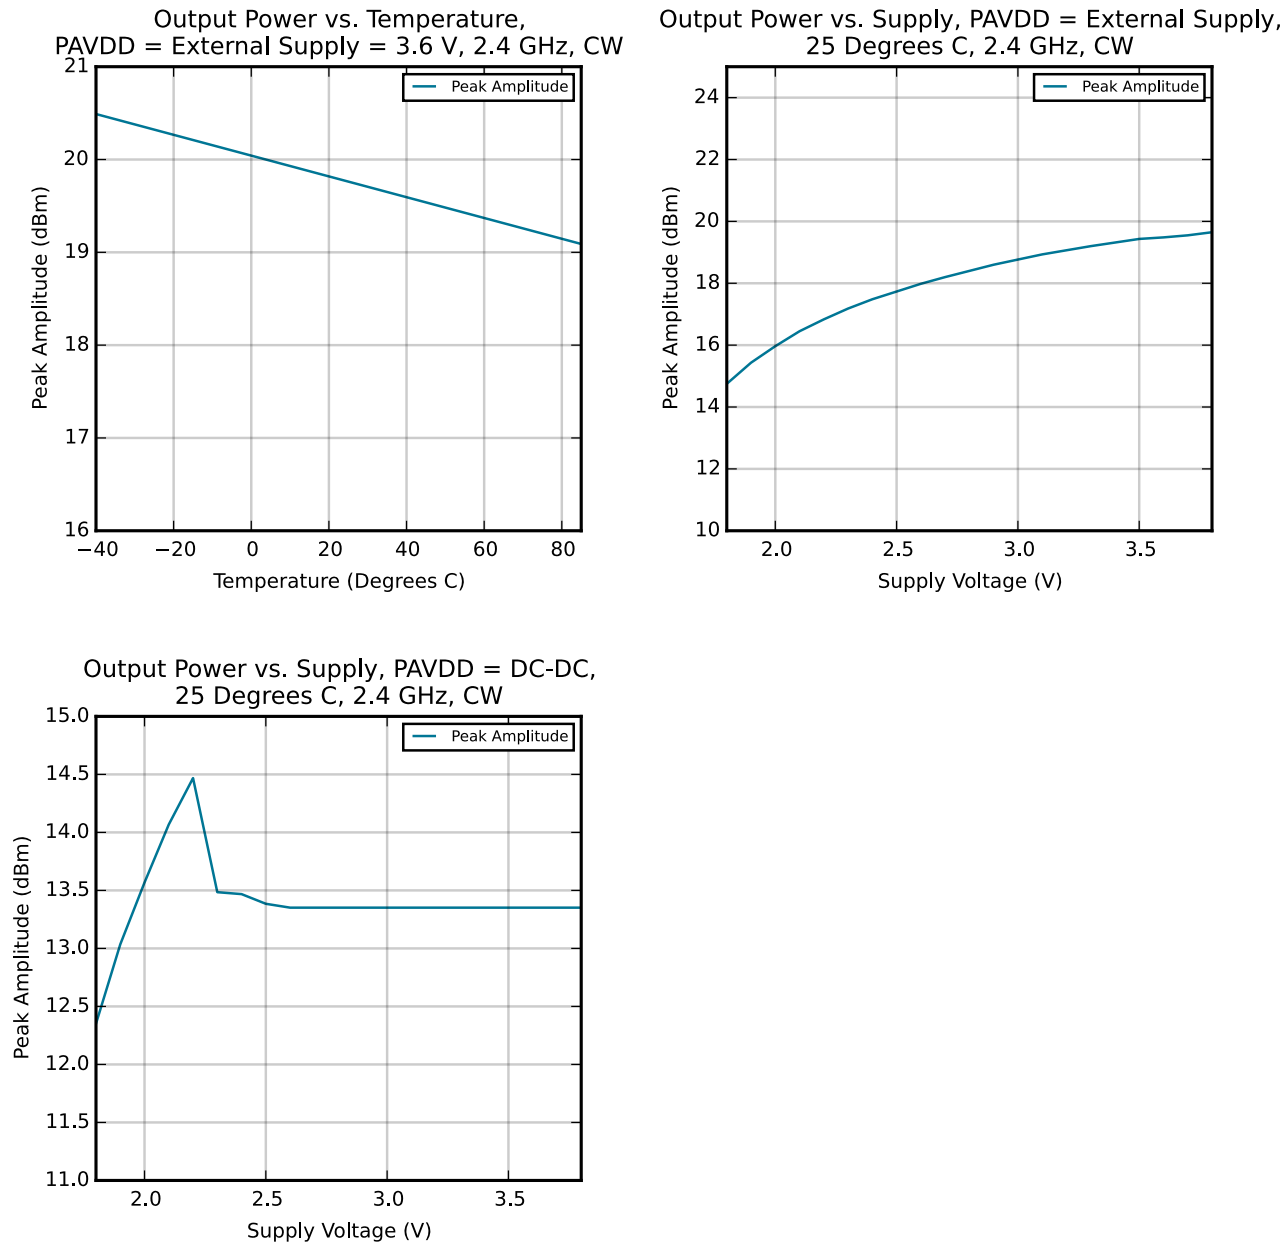 Output Power vs. Temperature,
PAVDD = External Supply = 3.6 V, 2.4 GHz, CW
Peak Amplitude
21
20
19
18
17
16
Peak Amplitude (dBm)
−40 −20 0 20 40 60 80
Temperature (Degrees C)
Output Power vs. Supply, PAVDD = External Supply,
25 Degrees C, 2.4 GHz, CW
Peak Amplitude
24
22
20
18
16
14
12
10
Peak Amplitude (dBm)
2.0 2.5 3.0 3.5
Supply Voltage (V)
Output Power vs. Supply, PAVDD = DC-DC,
25 Degrees C, 2.4 GHz, CW
Peak Amplitude
15.0
14.5
14.0
13.5
13.0
12.5
12.0
11.5
11.0
Peak Amplitude (dBm)
2.0 2.5 3.0 3.5
Supply Voltage (V)